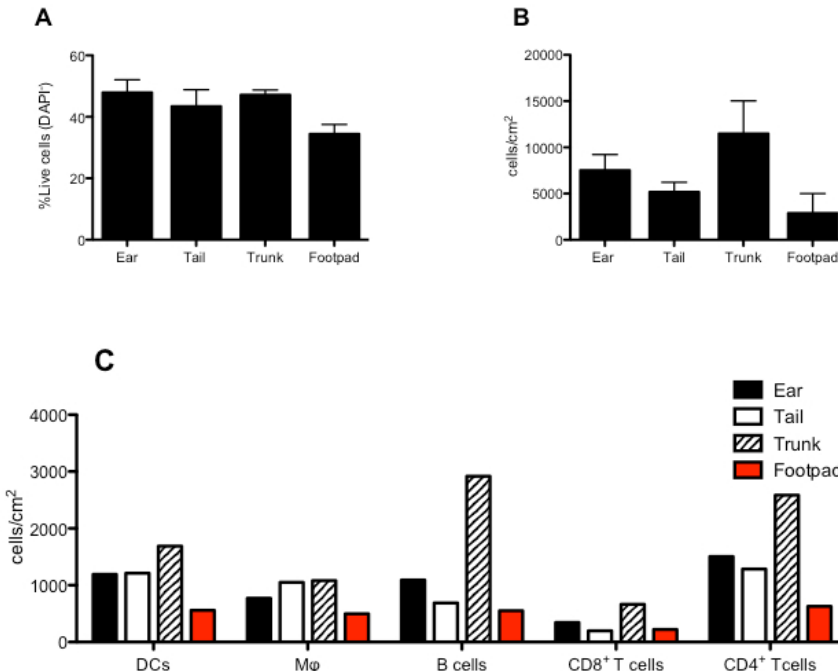 A
%Live cells (DAPI-)
60
40
20
0
Ear Tail Trunk Footpad
B
cells/cm²
20000
15000
10000
5000
0
Ear Tail Trunk Footpad
C
Ear
Tail
Trunk
Footpad
cells/cm²
4000
3000
2000
1000
0
DCs Mφ B cells CD8⁺ T cells CD4⁺ Tcells